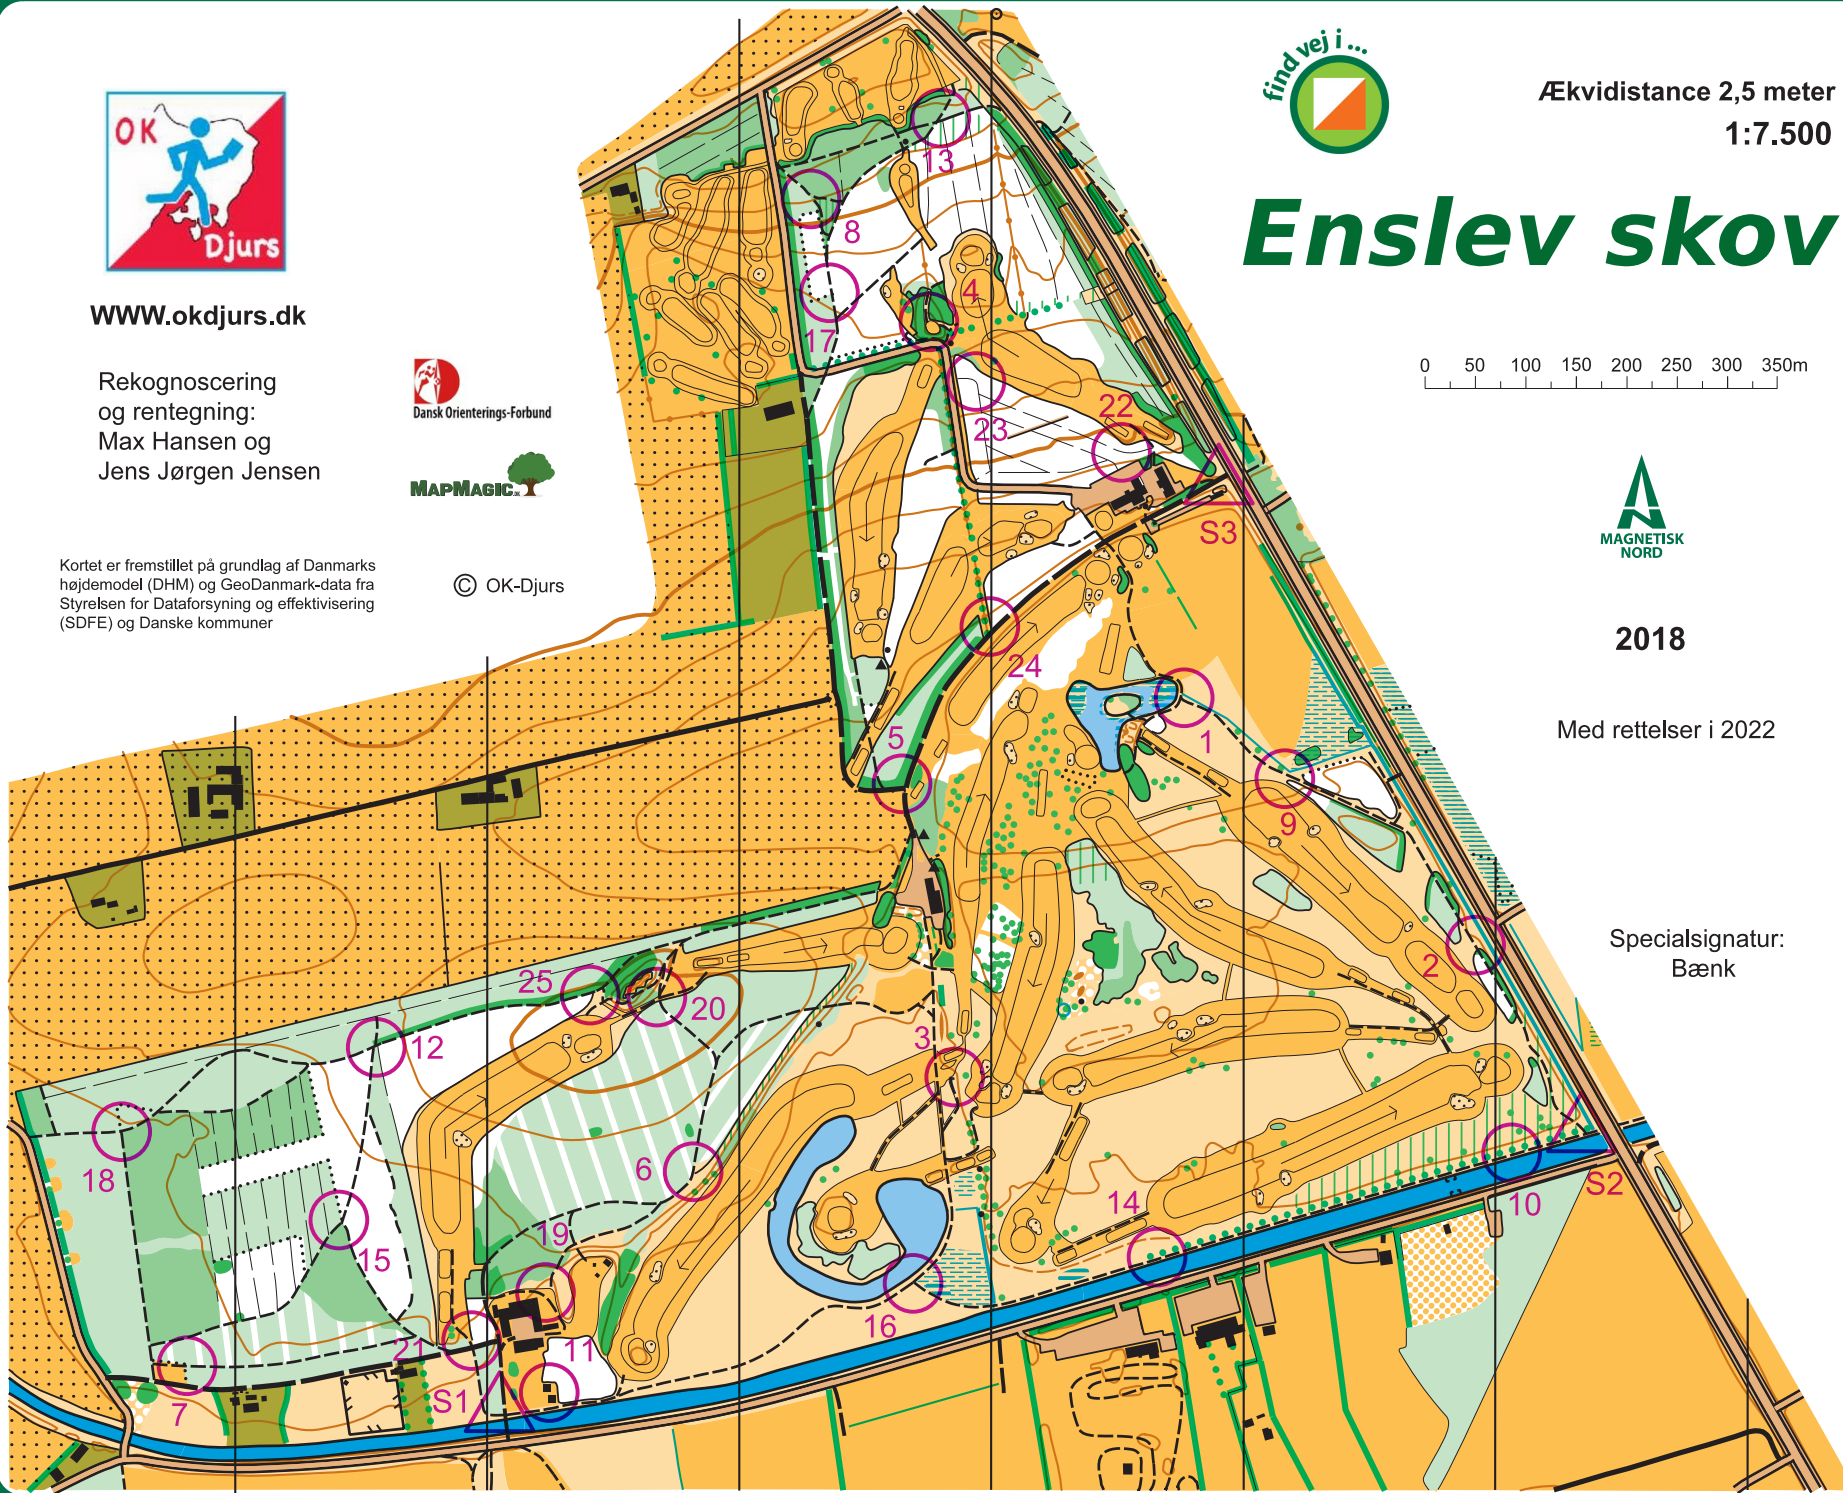 find vej i ...
Ækvidistance 2,5 meter
1:7.500
Enslev skov
OK
Djurs
WWW.okdjurs.dk
Rekognoscering
og rentegning:
Max Hansen og
Jens Jørgen Jensen
Dansk Orienterings-Forbund
MAPMAGIC.DK
Kortet er fremstillet på grundlag af Danmarks
højdemodel (DHM) og GeoDanmark-data fra
Styrelsen for Dataforsyning og effektivisering
(SDFE) og Danske kommuner
© OK-Djurs
0 50 100 150 200 250 300 350m
MAGNETISK
NORD
2018
Med rettelser i 2022
Specialsignatur:
Bænk
13
8
4
17
22
23
S3
24
5
1
9
2
25
20
3
12
18
6
14
S2
10
19
15
16
21
11
S1
7